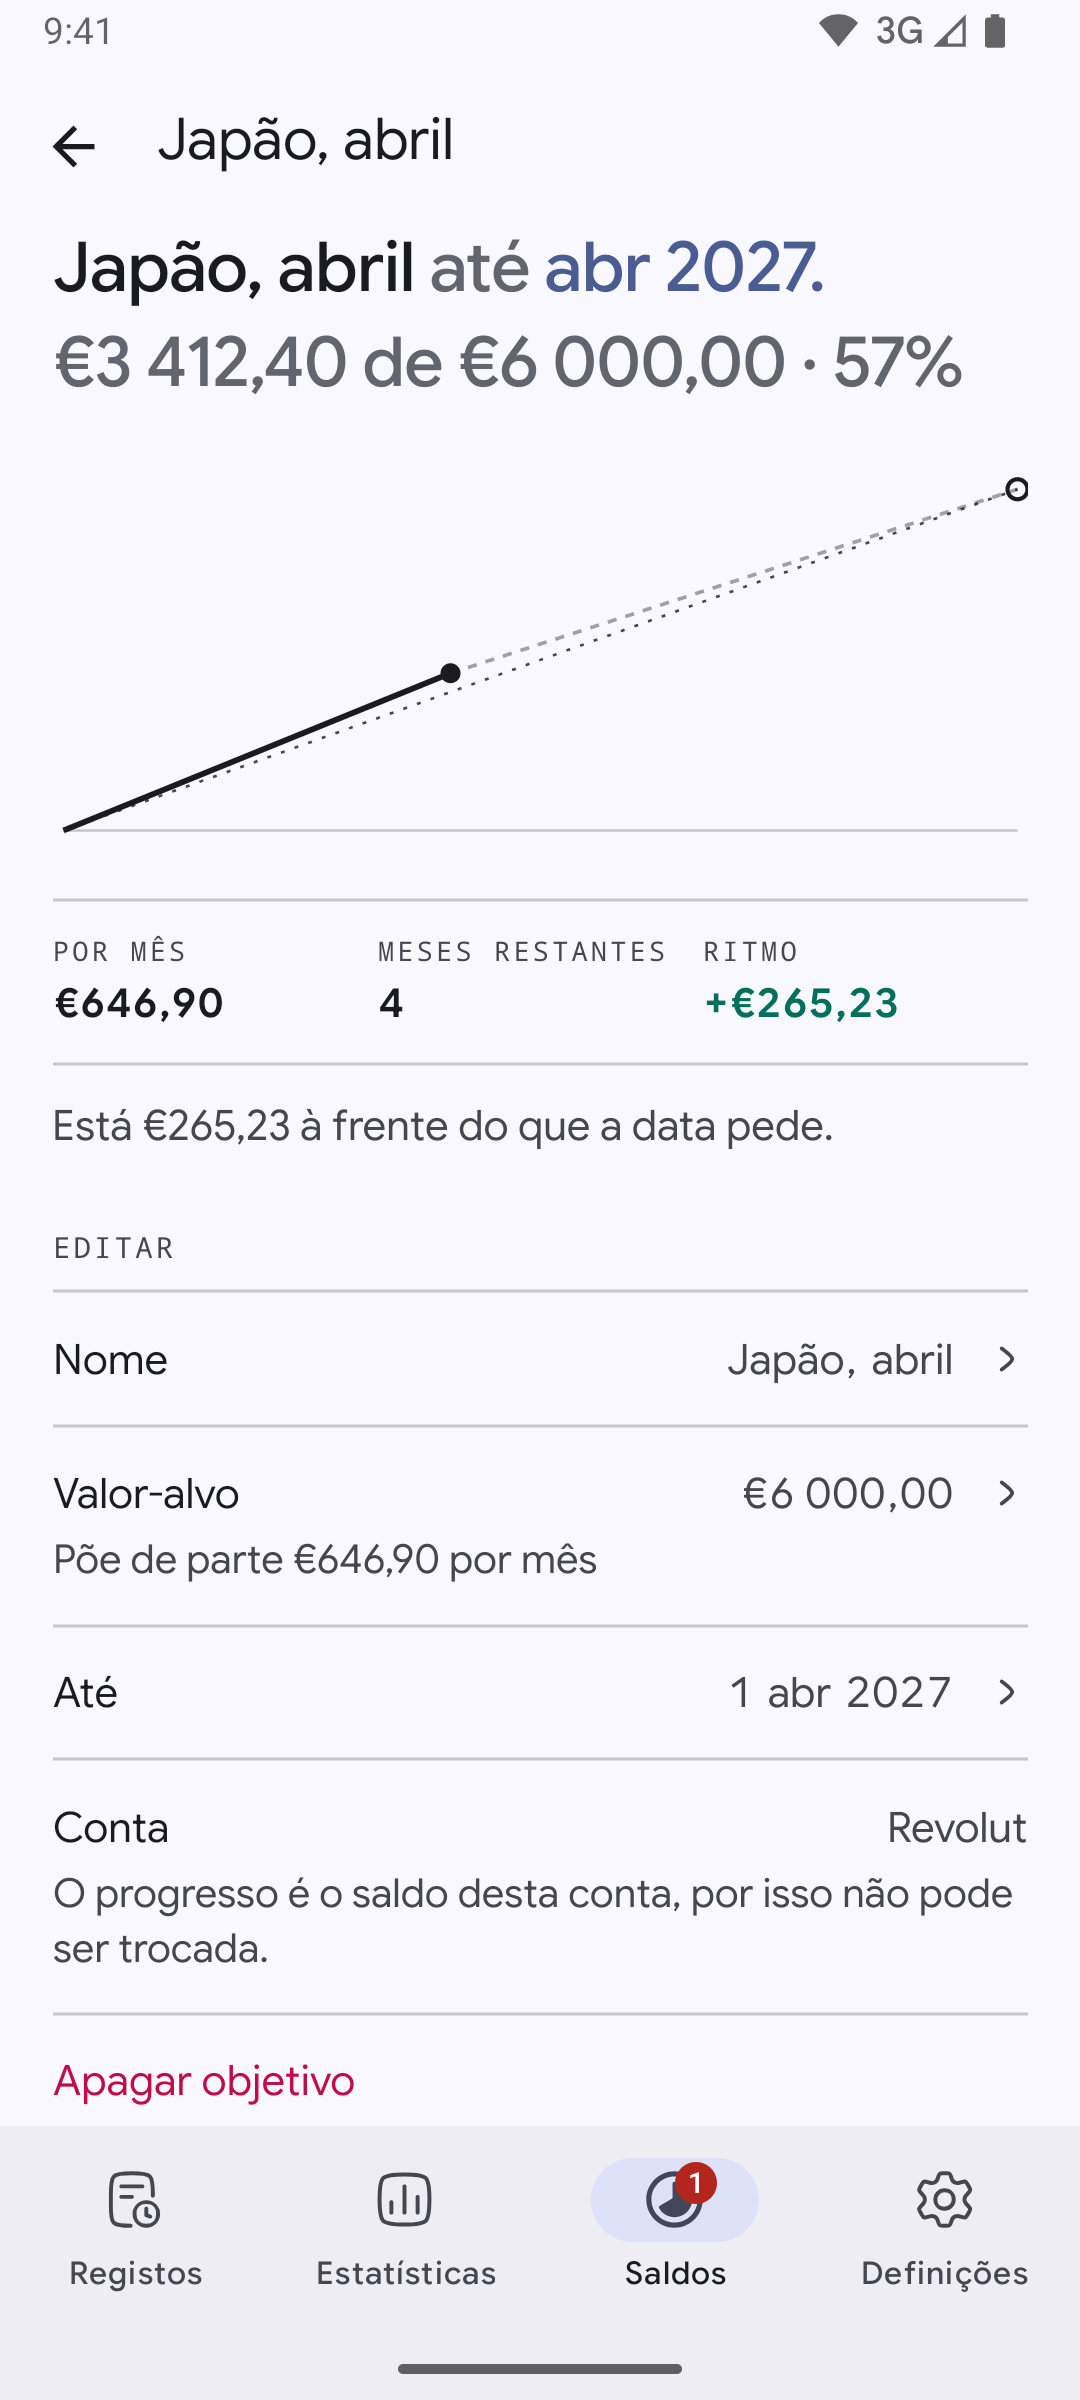 9:41
3G
Japão, abril
Japão, abril até abr 2027.
€3 412,40 de €6 000,00 · 57%
POR MÊS
€646,90
MESES RESTANTES
4
RITMO
+€265,23
Está €265,23 à frente do que a data pede.
EDITAR
Nome
Japão, abril
Valor-alvo
€6 000,00
Põe de parte €646,90 por mês
Até
1 abr 2027
Conta
Revolut
O progresso é o saldo desta conta, por isso não pode
ser trocada.
Apagar objetivo
1
Registos
Estatísticas
Saldos
Definições